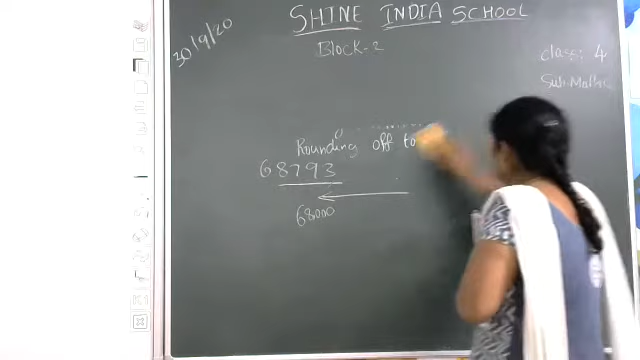 SHINE INDIA SCHOOL
30/9/20
Block-2
class: 4
Sub:Maths
Rounding off to
68793
68000